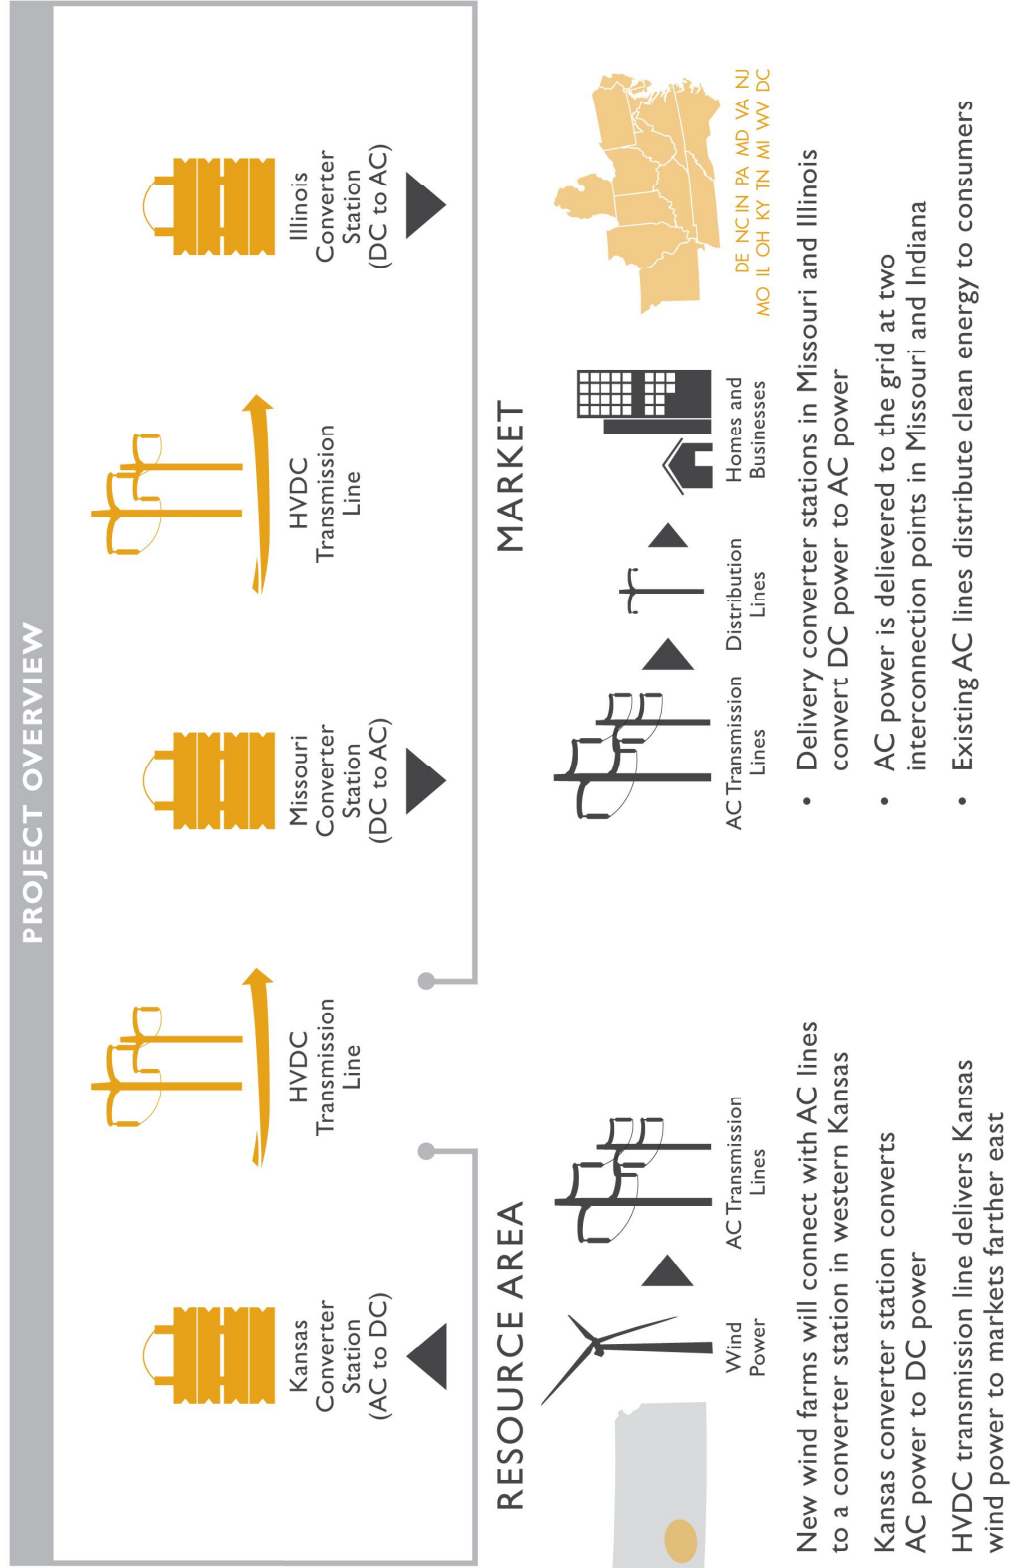 PROJECT OVERVIEW
Kansas
Converter
Station
(AC to DC)
HVDC
Transmission
Line
Missouri
Converter
Station
(DC to AC)
HVDC
Transmission
Line
Illinois
Converter
Station
(DC to AC)
RESOURCE AREA
Wind
Power
AC Transmission
Lines
New wind farms will connect with AC lines
to a converter station in western Kansas
Kansas converter station converts
AC power to DC power
HVDC transmission line delivers Kansas
wind power to markets farther east
MARKET
AC Transmission
Lines
Distribution
Lines
Homes and
Businesses
DE NC IN PA MD VA NJ
MO IL OH KY TN MI WV DC
• Delivery converter stations in Missouri and Illinois
convert DC power to AC power
• AC power is delievered to the grid at two
interconnection points in Missouri and Indiana
• Existing AC lines distribute clean energy to consumers